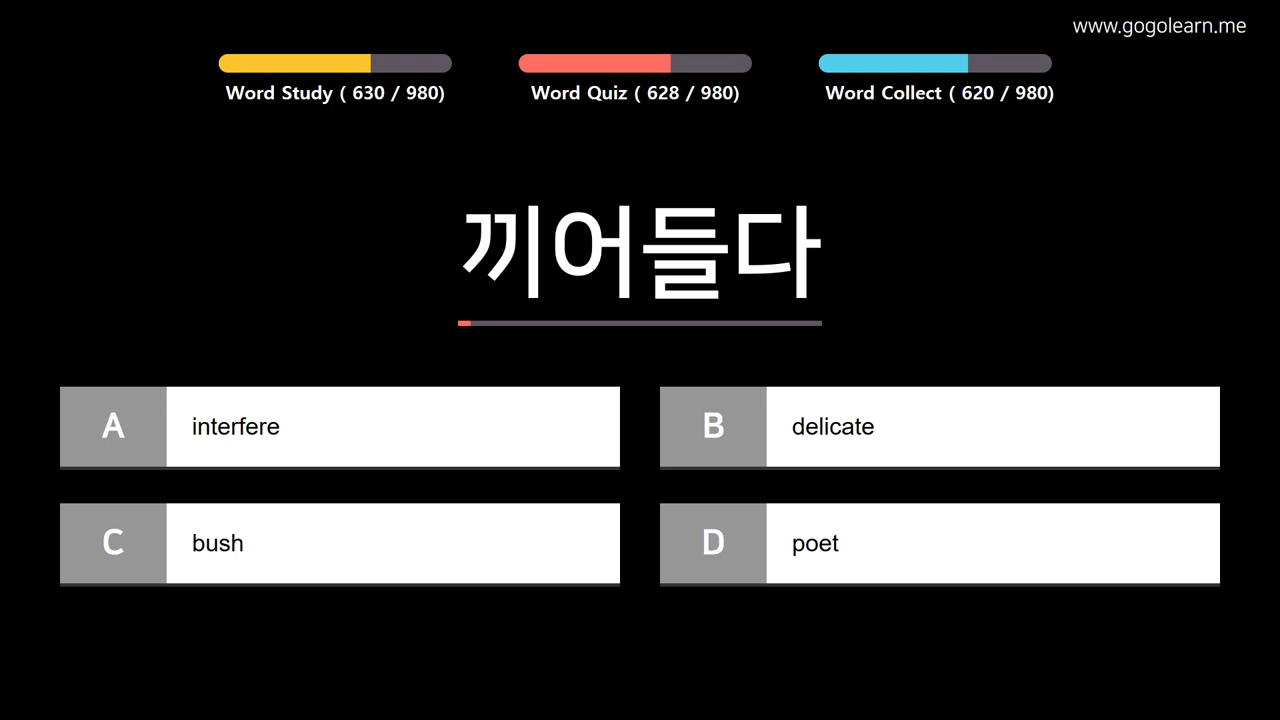 www.gogolearn.me
Word Study ( 630 / 980)
Word Quiz ( 628 / 980)
Word Collect ( 620 / 980)
끼어들다
A interfere
B delicate
C bush
D poet